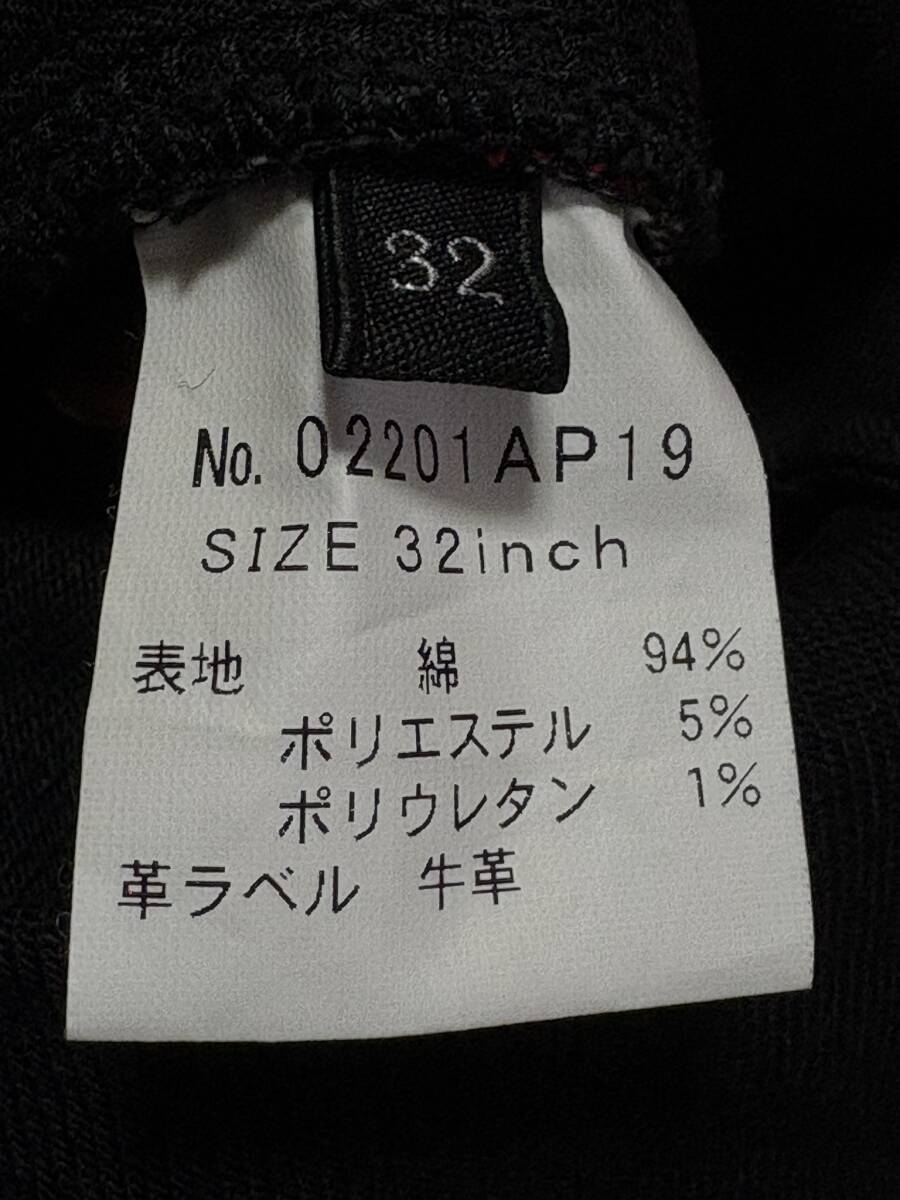 32
No. 02201AP19
SIZE 32inch
表地 綿 94%
ポリエステル 5%
ポリウレタン 1%
革ラベル 牛革